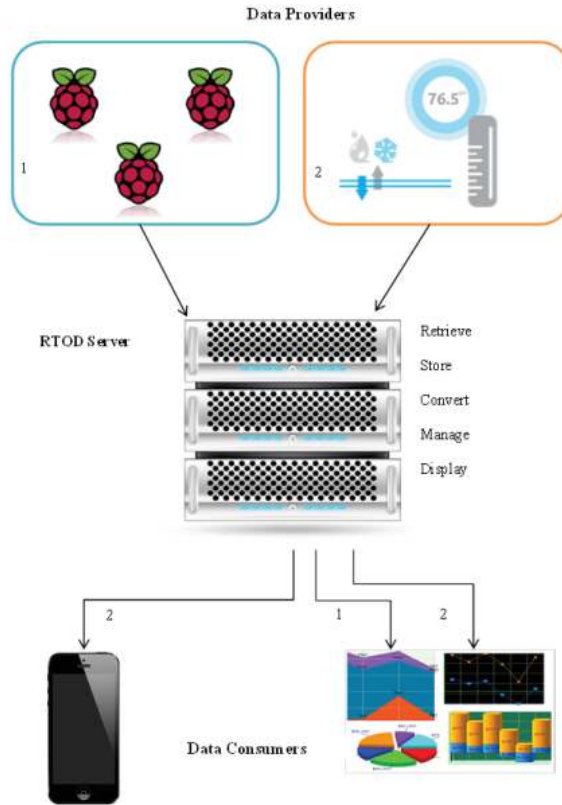 Data Providers
1
2
76.5
RTOD Server
Retrieve
Store
Convert
Manage
Display
2
1
2
Data Consumers